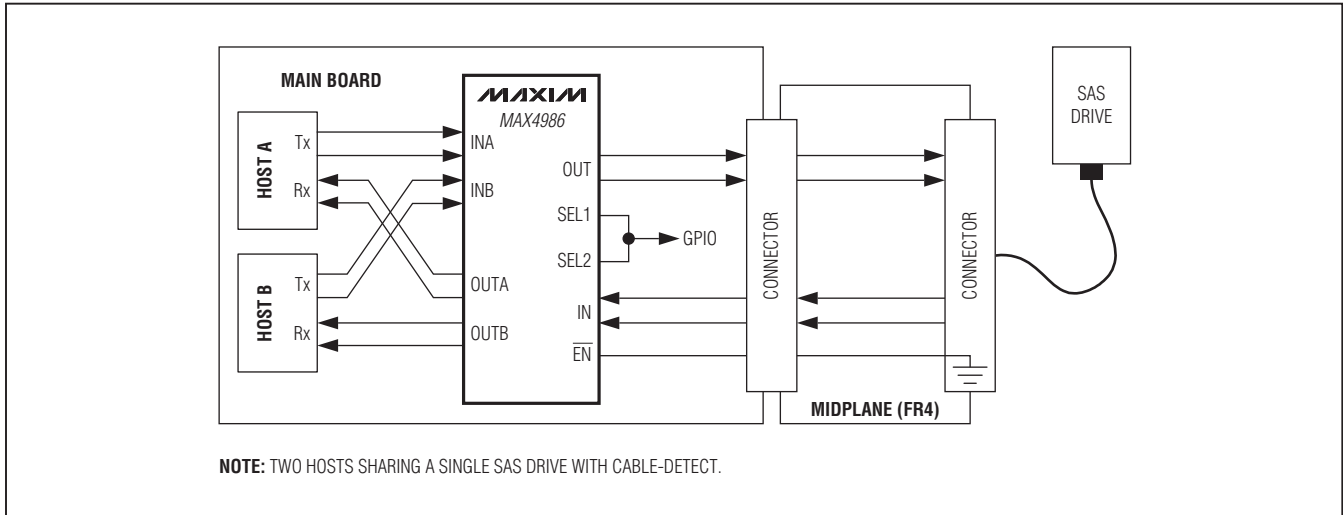 MAIN BOARD
HOST A
Tx
Rx
HOST B
Tx
Rx
MAXIM
MAX4986
INA
INB
OUTA
OUTB
OUT
SEL1
SEL2
IN
EN
GPIO
CONNECTOR
MIDPLANE (FR4)
CONNECTOR
SAS
DRIVE
NOTE: TWO HOSTS SHARING A SINGLE SAS DRIVE WITH CABLE-DETECT.